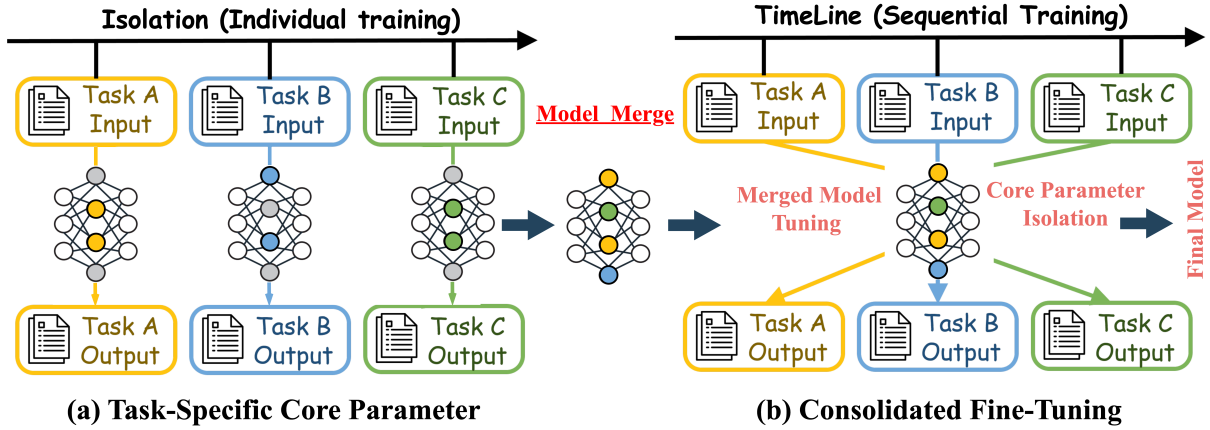 Isolation (Individual training)
Task A
Input
Task B
Input
Task C
Input
Task A
Output
Task B
Output
Task C
Output
(a) Task-Specific Core Parameter
Model Merge
TimeLine (Sequential Training)
Task A
Input
Task B
Input
Task C
Input
Merged Model
Tuning
Core Parameter
Isolation
Final Model
Task A
Output
Task B
Output
Task C
Output
(b) Consolidated Fine-Tuning